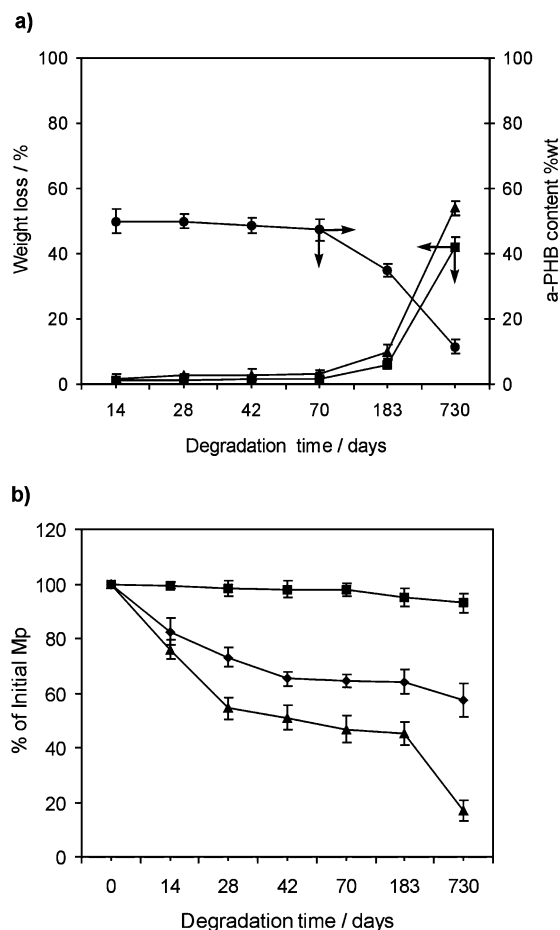 a)
100
80
60
40
20
0
Weight loss / %
100
80
60
40
20
0
a-PHB content %wt
14 28 42 70 183 730
Degradation time / days
b)
120
100
80
60
40
20
0
% of Initial Mp
0 14 28 42 70 183 730
Degradation time / days